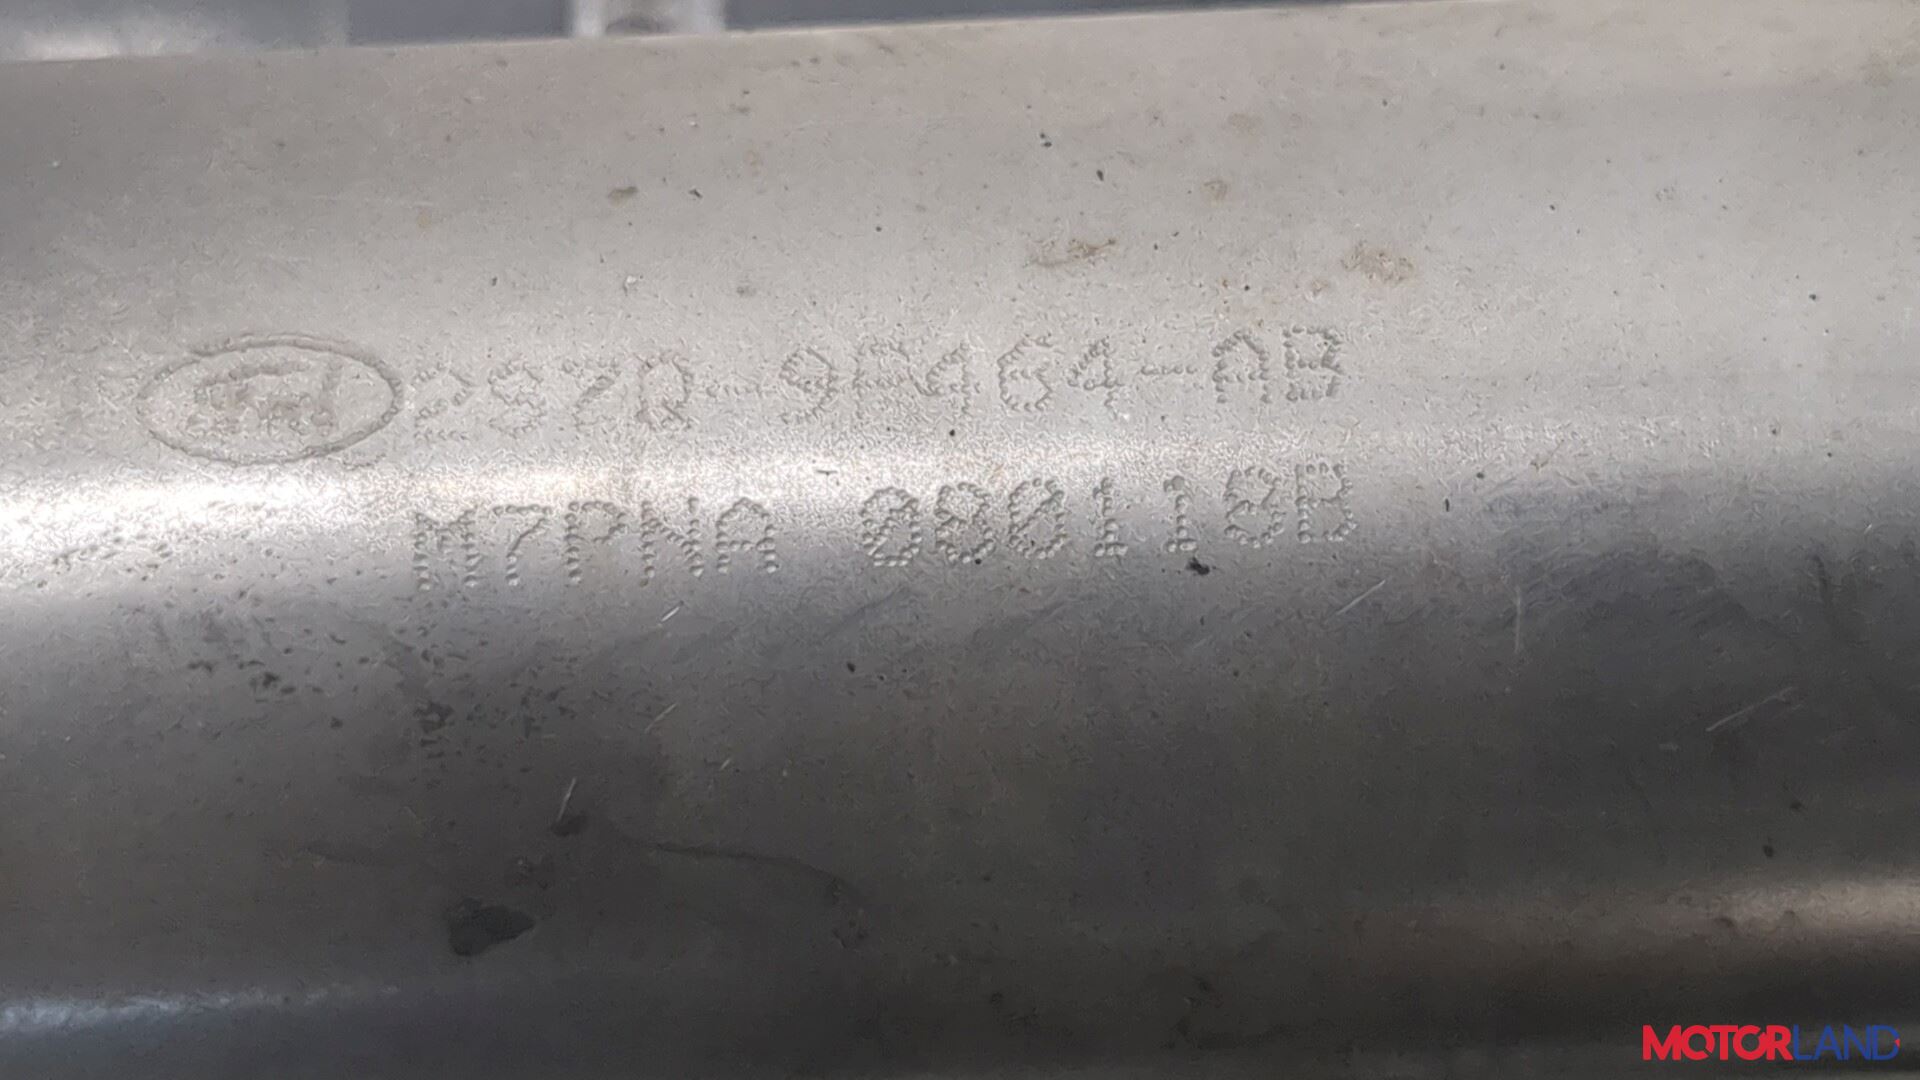 2S7Q-9F464-AB
M7PNA 080118B
MOTORLAND